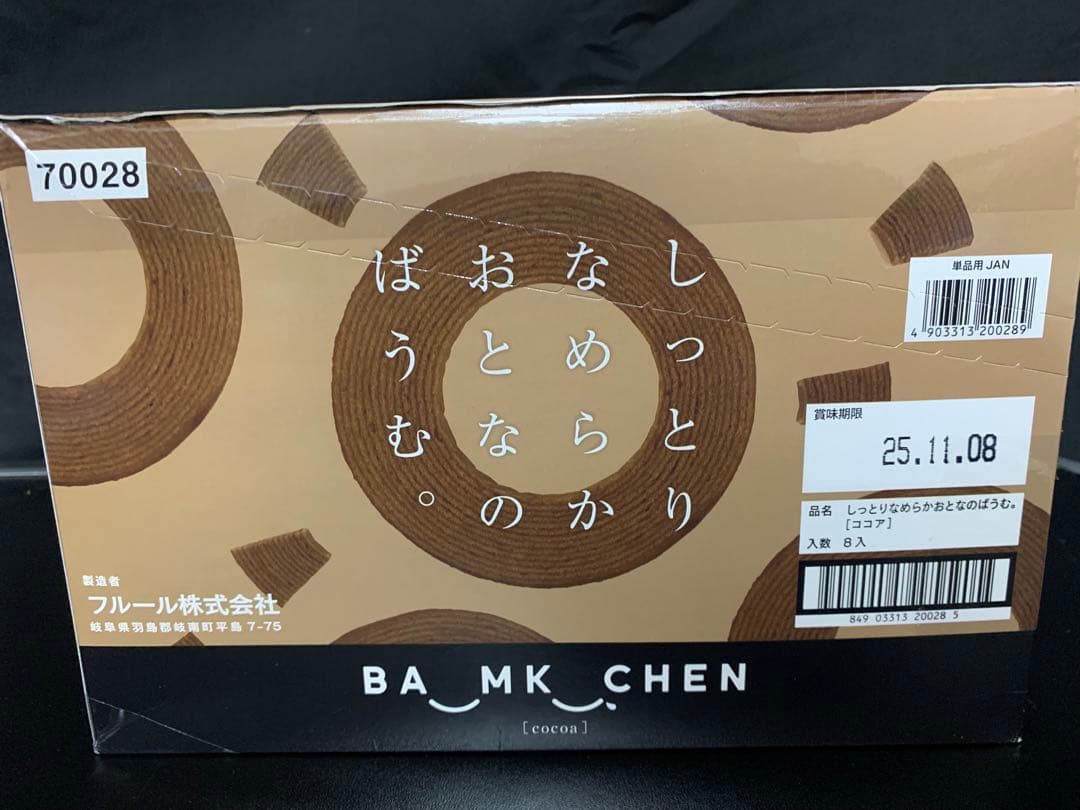 70028
しっとり
なめらか
おとなの
ばうむ。
単品用 JAN
4 903313 200289
賞味期限
25.11.08
品名 しっとりなめらかおとなのばうむ。
[ココア]
入数 8入
849 03313 20028 5
製造者
フルール株式会社
岐阜県羽島郡岐南町平島 7-75
BA MK CHEN
[cocoa]